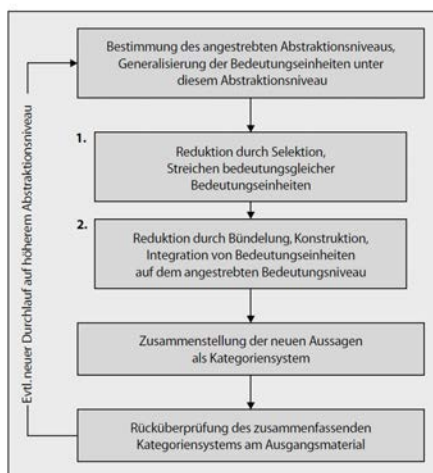 Bestimmung des angestrebten Abstraktionsniveaus,
Generalisierung der Bedeutungseinheiten unter
diesem Abstraktionsniveau
1.
Reduktion durch Selektion,
Streichen bedeutungsgleicher
Bedeutungseinheiten
2.
Reduktion durch Bündelung, Konstruktion,
Integration von Bedeutungseinheiten
auf dem angestrebten Bedeutungsniveau
Zusammenstellung der neuen Aussagen
als Kategoriensystem
Rücküberprüfung des zusammenfassenden
Kategoriensystems am Ausgangsmaterial
Evtl. neuer Durchlauf auf höherem Abstraktionsniveau